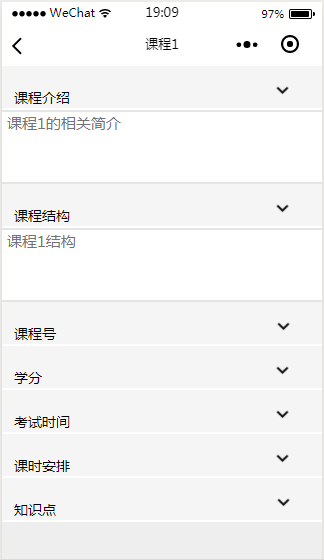 ●●●●● WeChat 19:09 97%
课程1
课程介绍
课程1的相关简介
课程结构
课程1结构
课程号
学分
考试时间
课时安排
知识点